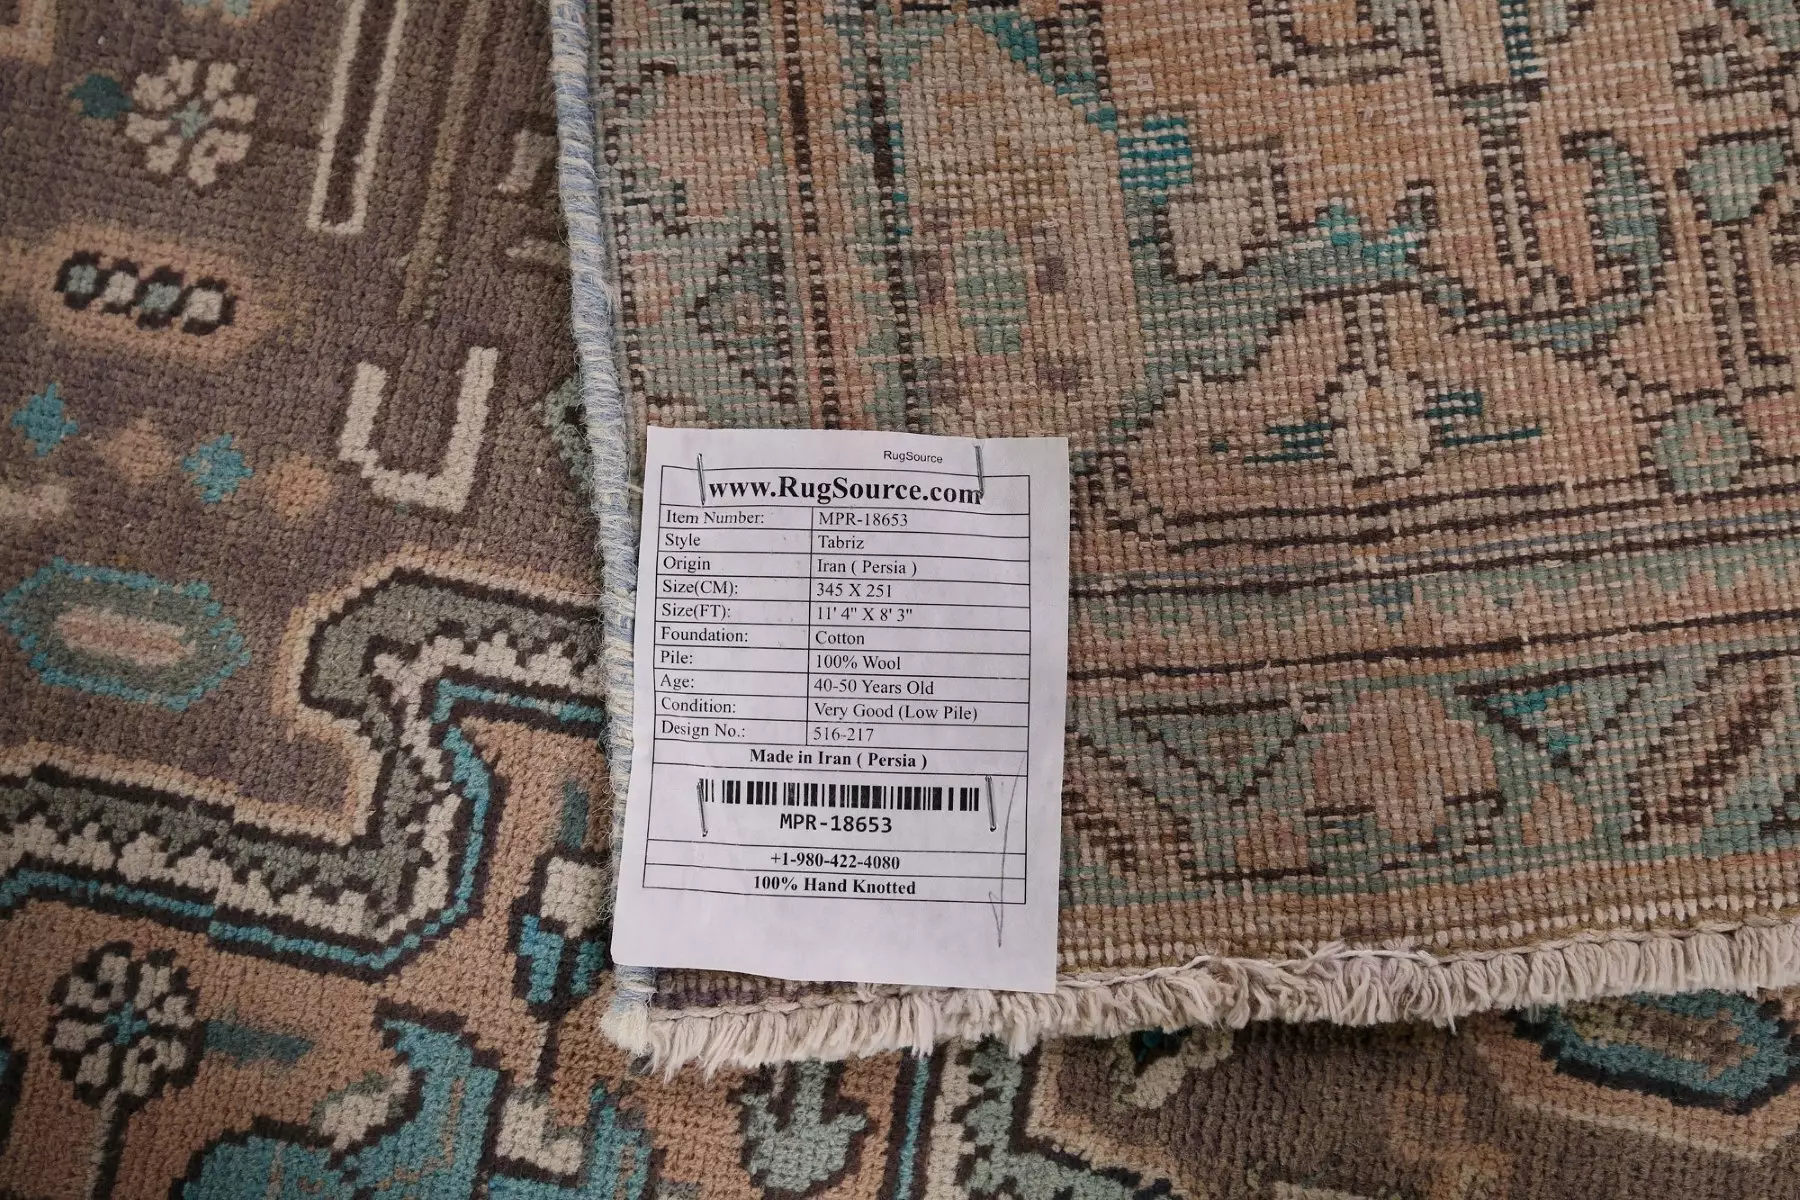 RugSource
www.RugSource.com
Item Number: MPR-18653
Style Tabriz
Origin Iran ( Persia )
Size(CM): 345 X 251
Size(FT): 11' 4" X 8' 3"
Foundation: Cotton
Pile: 100% Wool
Age: 40-50 Years Old
Condition: Very Good (Low Pile)
Design No.: 516-217
Made in Iran ( Persia )
MPR-18653
+1-980-422-4080
100% Hand Knotted